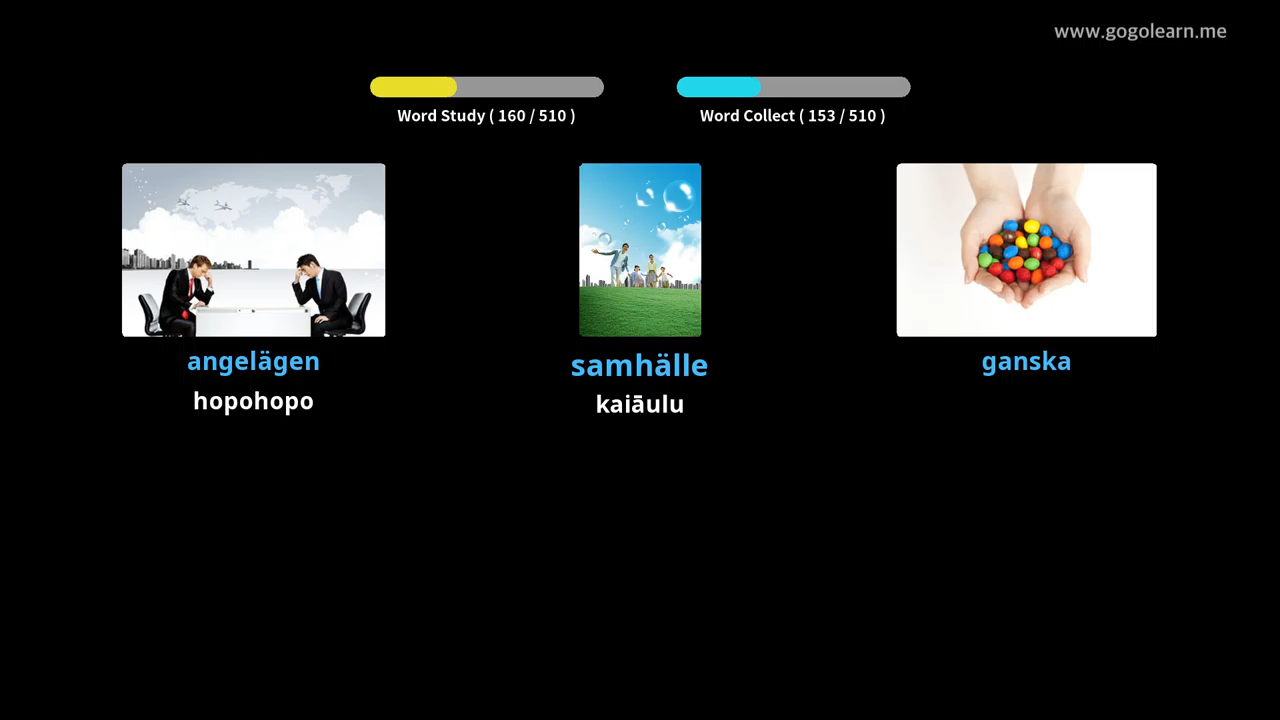 www.gogolearn.me
Word Study ( 160 / 510 )
Word Collect ( 153 / 510 )
angelägen
samhälle
ganska
hopohopo
kaiāulu